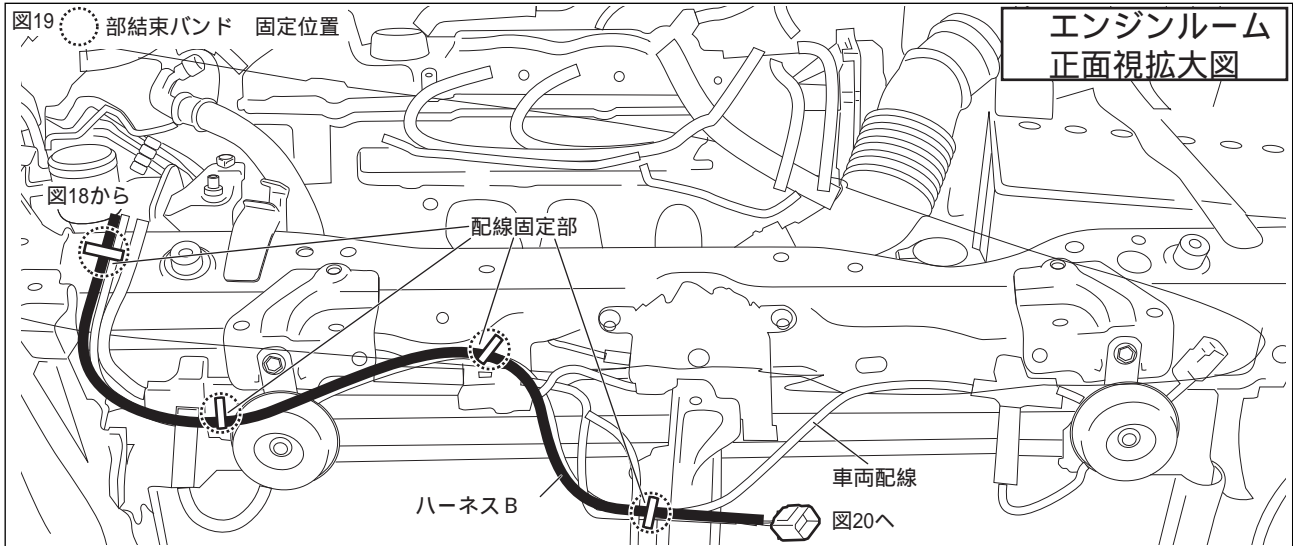 図19 部結束バンド 固定位置
エンジンルーム
正面視拡大図
図18から
配線固定部
車両配線
ハーネスB
図20へ